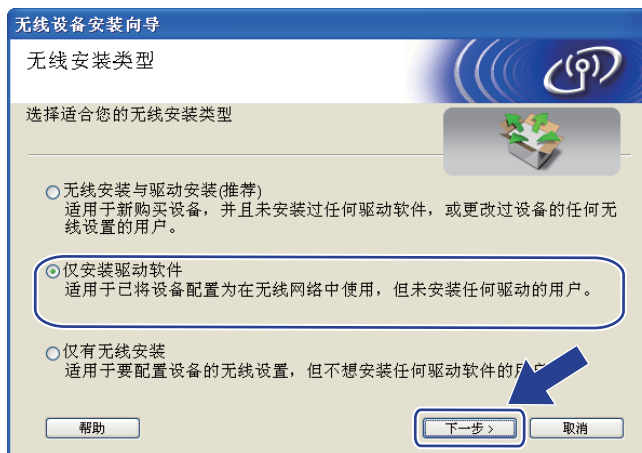 无线设备安装向导
无线安装类型
选择适合您的无线安装类型
无线安装与驱动安装(推荐)
适用于新购买设备，并且未安装过任何驱动软件，或更改过设备的任何无
线设置的用户。
仅安装驱动软件
适用于已将设备配置为在无线网络中使用，但未安装任何驱动的用户。
仅有无线安装
适用于要配置设备的无线设置，但不想安装任何驱动软件的用户
帮助
下一步 >
取消